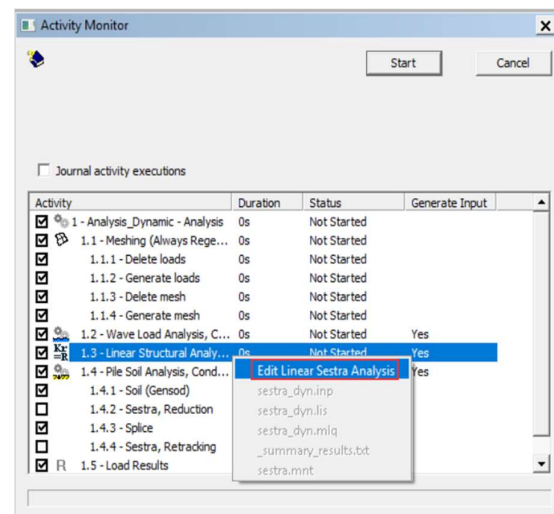 Activity Monitor
X
Start Cancel
Journal activity executions
Activity Duration Status Generate Input
1 - Analysis_Dynamic - Analysis 0s Not Started
1.1 - Meshing (Always Rege... 0s Not Started
1.1.1 - Delete loads 0s Not Started
1.1.2 - Generate loads 0s Not Started
1.1.3 - Delete mesh 0s Not Started
1.1.4 - Generate mesh 0s Not Started
1.2 - Wave Load Analysis, C... 0s Not Started Yes
1.3 - Linear Structural Analy... 0s Not Started Yes
1.4 - Pile Soil Analysis, Cond... Edit Linear Sestra Analysis Yes
1.4.1 - Soil (Gensod) sestra_dyn.inp
1.4.2 - Sestra, Reduction sestra_dyn.lis
1.4.3 - Splice sestra_dyn.mlq
1.4.4 - Sestra, Retracking _summary_results.txt
R 1.5 - Load Results sestra.mnt